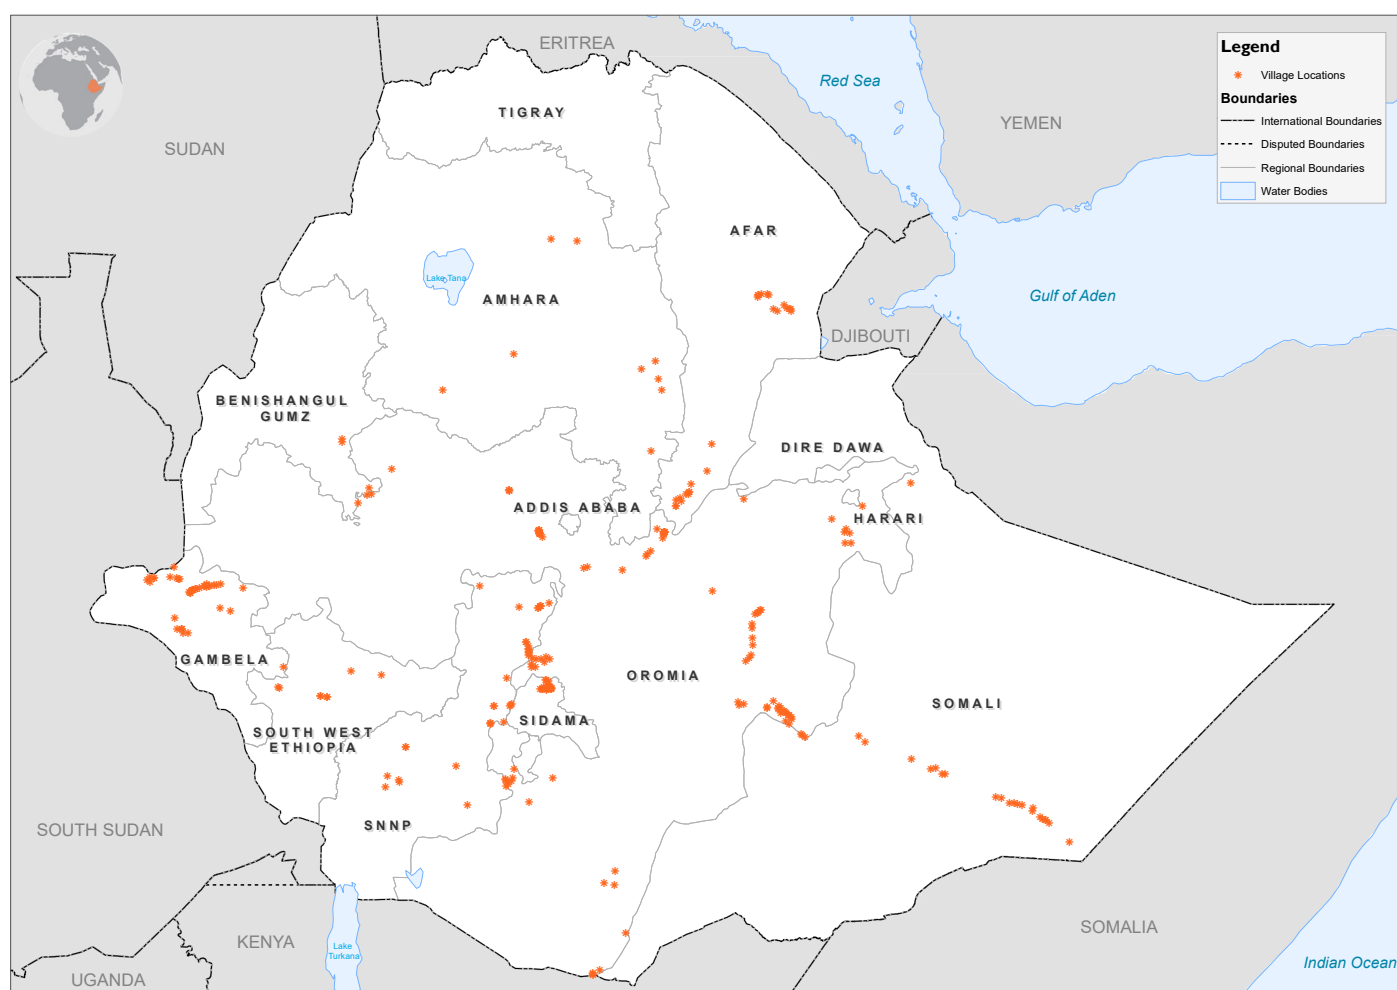 ERITREA
Red Sea
YEMEN
SUDAN
TIGRAY
AFAR
Lake Tana
AMHARA
Gulf of Aden
DJIBOUTI
BENISHANGUL
GUMZ
DIRE DAWA
ADDIS ABABA
HARARI
GAMBELA
OROMIA
SOMALI
SOUTH WEST
ETHIOPIA
SIDAMA
SNNP
SOUTH SUDAN
SOMALIA
KENYA
Lake
Turkana
UGANDA
Indian Ocean
Legend
Village Locations
Boundaries
International Boundaries
Disputed Boundaries
Regional Boundaries
Water Bodies